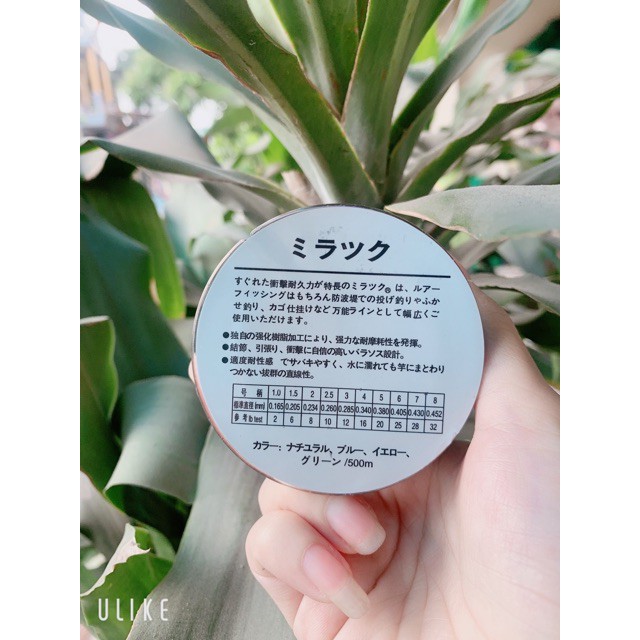 ミラック
すぐれた衝撃耐久力が特長のミラック®は、ルアー
フィッシングはもちろん防波堤での投げ釣りやふか
せ釣り、カゴ仕掛けなど万能ラインとして幅広くご
使用いただけます。
●独自の强化樹脂加工により、强力な耐摩耗性を発揮。
●結節、引張り、衝擊に自信の高いバラソス設計。
●適度耐性感 でサバキやすく、水に濡れても竿にまとわり
つかない抜群の直線性。
号 柄 1.0 1.5 2 2.5 3 4 5 6 7 8
標準直径(mm) 0.165 0.205 0.234 0.260 0.285 0.340 0.380 0.405 0.430 0.452
参 考 lb test 2 6 8 10 12 16 20 25 28 32
カラー: ナチュラル、ブルー、イエロー、
グリーン/500m
ULIKE